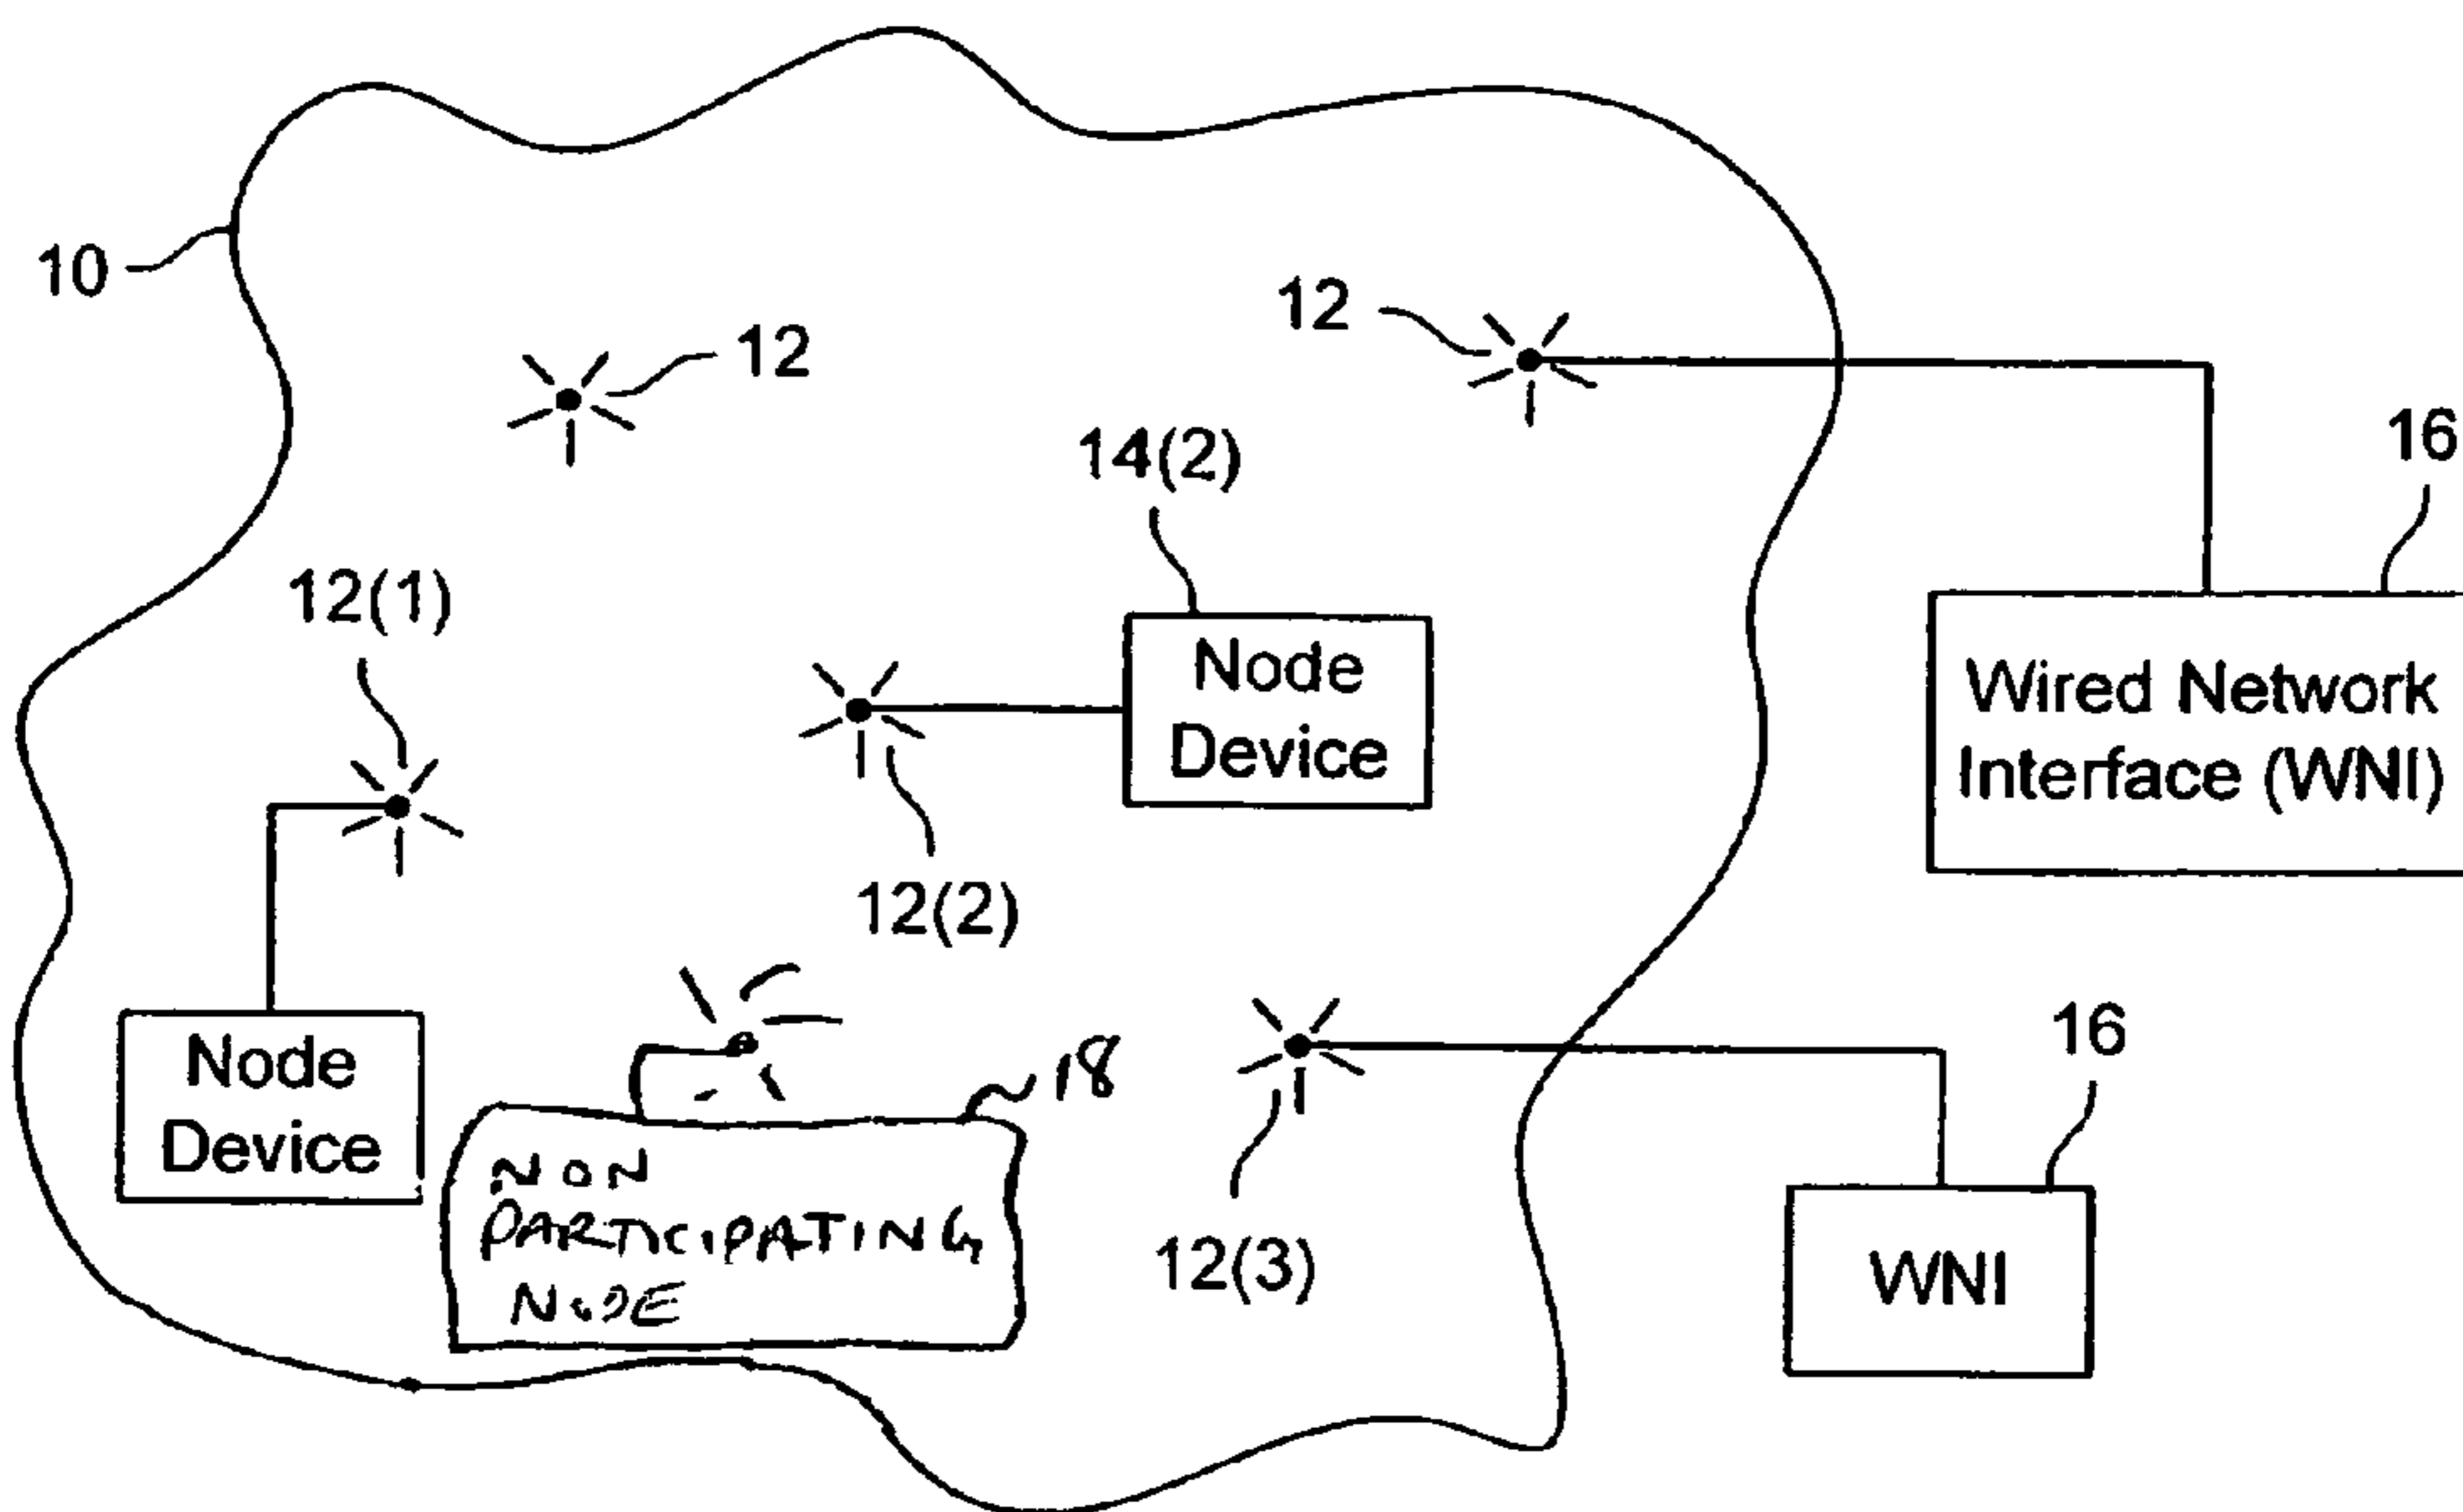 10
12
12
16
14(2)
12(1)
Node
Device
Wired Network
Interface (WNI)
12(2)
Node
Device
18
16
NON
PARTICIPATING
NODE
12(3)
WNI